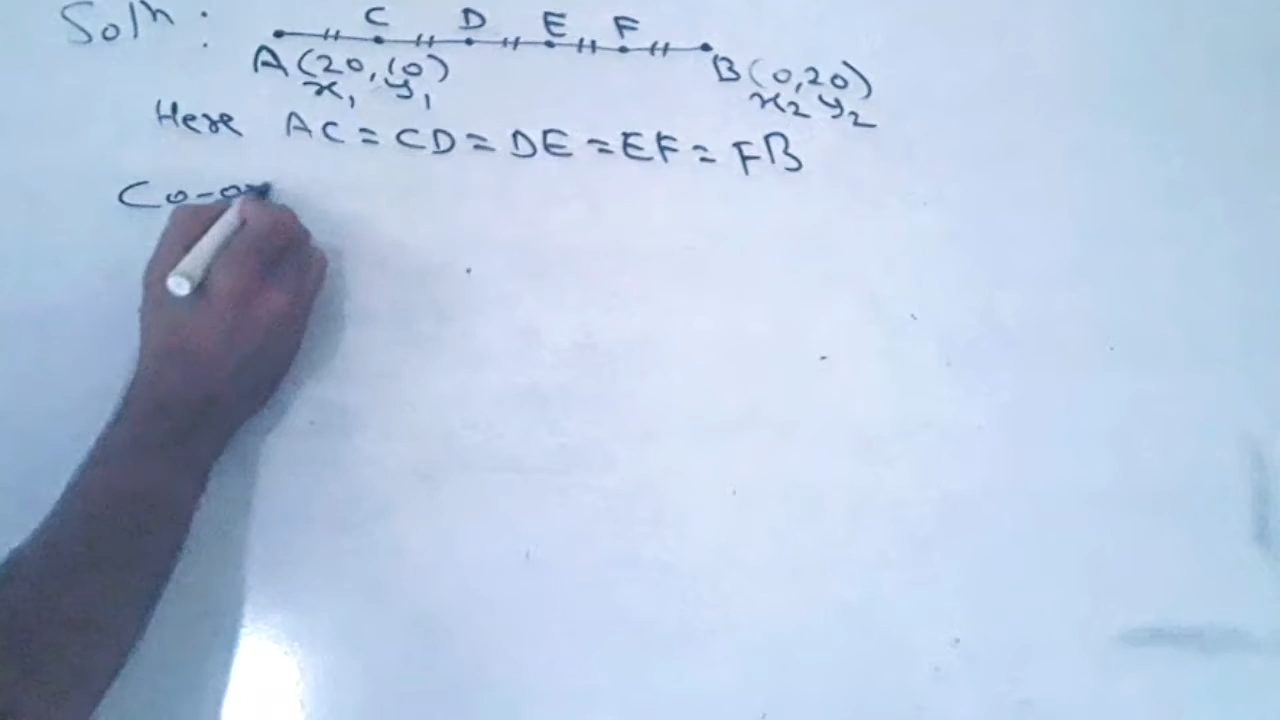 Soln:
C D E F
A(20,10) B(0,20)
x1 y1 x2 y2
Here AC = CD = DE = EF = FB
Co-or